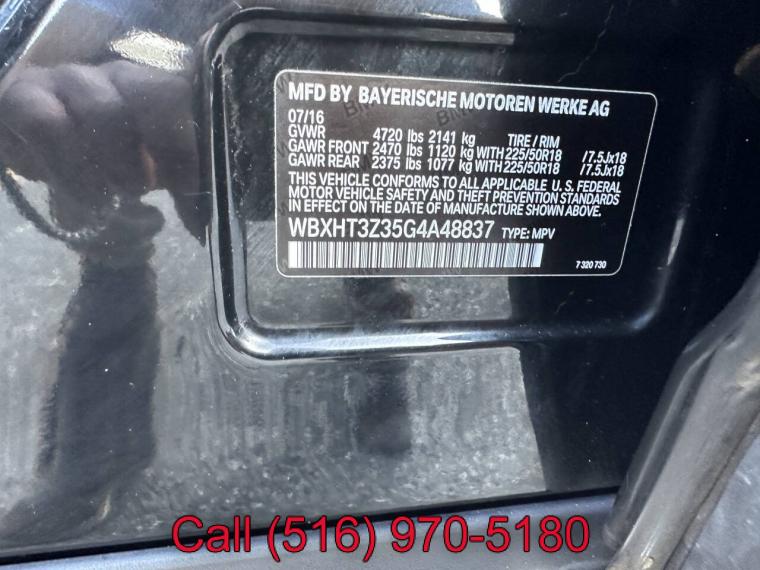 MFD BY BAYERISCHE MOTOREN WERKE AG
07/16
GVWR 4720 lbs 2141 kg TIRE / RIM
GAWR FRONT 2470 lbs 1120 kg WITH 225/50R18 / 7.5Jx18
GAWR REAR 2375 lbs 1077 kg WITH 225/50R18 / 7.5Jx18
THIS VEHICLE CONFORMS TO ALL APPLICABLE U. S. FEDERAL
MOTOR VEHICLE SAFETY AND THEFT PREVENTION STANDARDS
IN EFFECT ON THE DATE OF MANUFACTURE SHOWN ABOVE.
WBXHT3Z35G4A48837 TYPE: MPV
7 320 730
Call (516) 970-5180